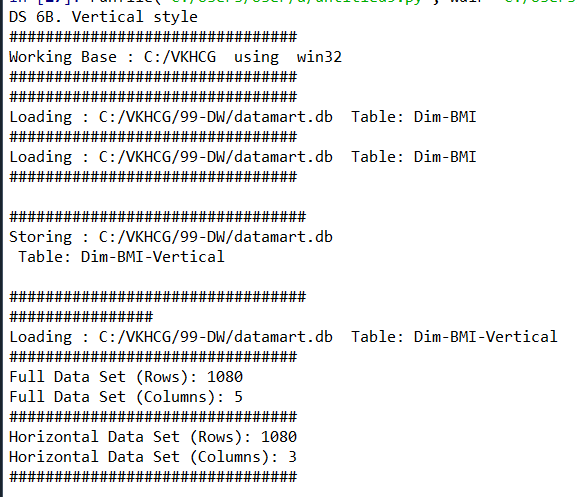 DS 6B. Vertical style
################################
Working Base : C:/VKHCG  using  win32
################################
################################
Loading : C:/VKHCG/99-DW/datamart.db  Table: Dim-BMI
################################
Loading : C:/VKHCG/99-DW/datamart.db  Table: Dim-BMI
################################
#################################
Storing : C:/VKHCG/99-DW/datamart.db
 Table: Dim-BMI-Vertical
#################################
################
Loading : C:/VKHCG/99-DW/datamart.db  Table: Dim-BMI-Vertical
################################
Full Data Set (Rows): 1080
Full Data Set (Columns): 5
################################
Horizontal Data Set (Rows): 1080
Horizontal Data Set (Columns): 3
################################